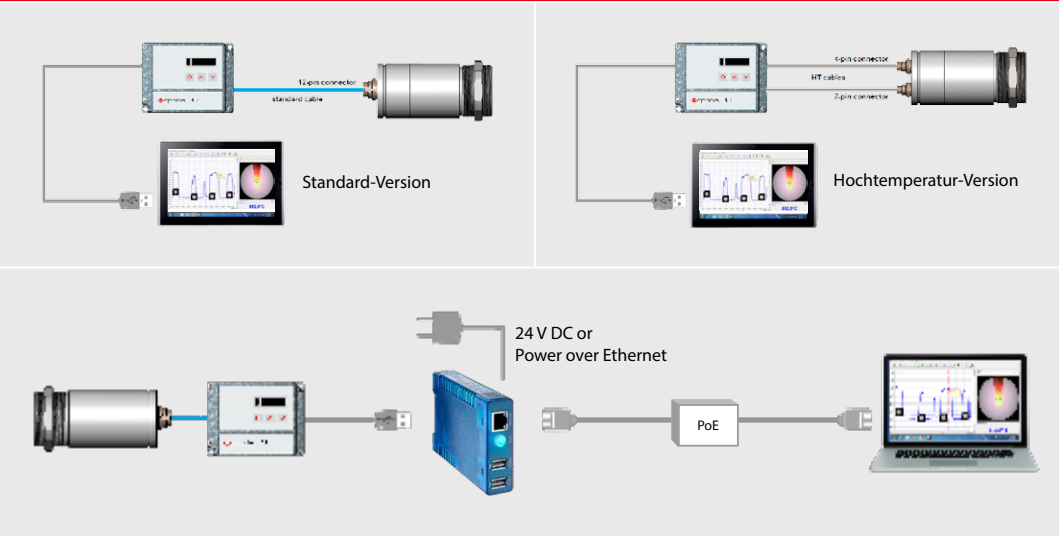 12-pin connector
standard cable
Standard-Version
4-pin connector
HT cables
2-pin connector
Hochtemperatur-Version
24 V DC or
Power over Ethernet
PoE